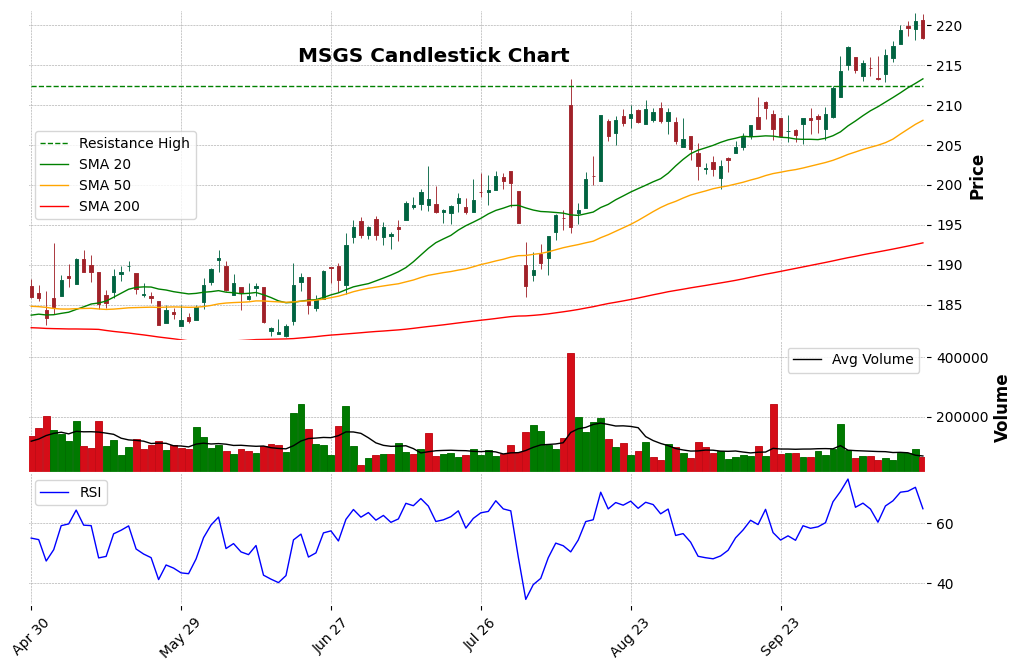 MSGS Candlestick Chart
Resistance High
SMA 20
SMA 50
SMA 200
220
215
210
205
200
195
190
185
Price
Avg Volume
400000
200000
Volume
RSI
60
40
Apr 30
May 29
Jun 27
Jul 26
Aug 23
Sep 23